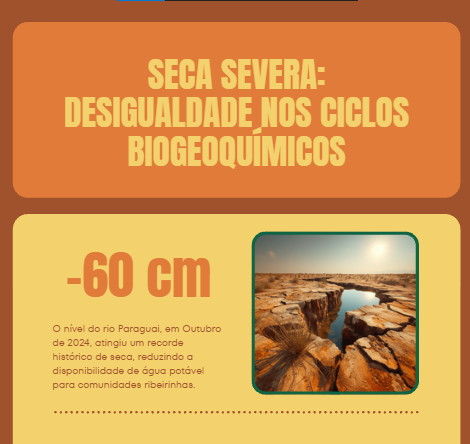 SECA SEVERA:
DESIGUALDADE NOS CICLOS
BIOGEOQUÍMICOS
-60 cm
O nível do rio Paraguai, em Outubro
de 2024, atingiu um recorde
histórico de seca, reduzindo a
disponibilidade de água potável
para comunidades ribeirinhas.